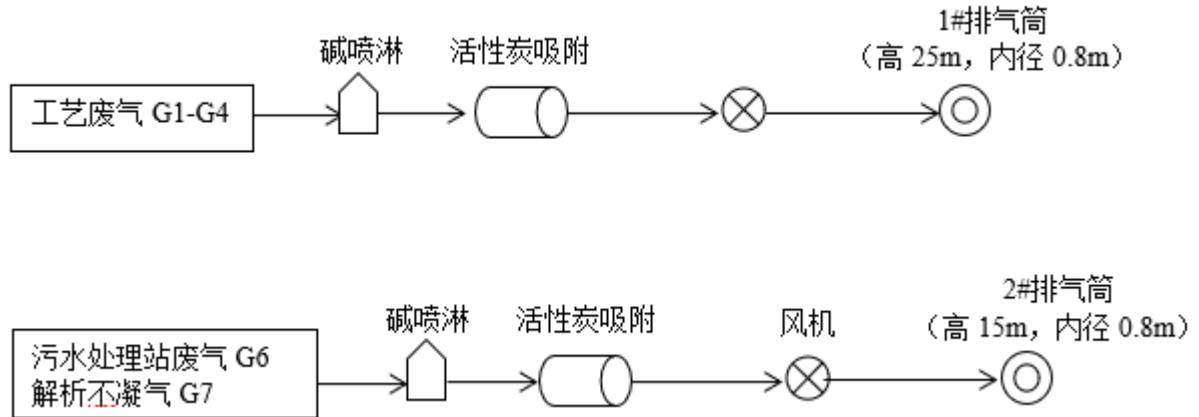 1#排气筒
碱喷淋 活性炭吸附 （高 25m，内径 0.8m）
工艺废气 G1-G4
2#排气筒
碱喷淋 活性炭吸附 风机 （高 15m，内径 0.8m）
污水处理站废气 G6
解析不凝气 G7